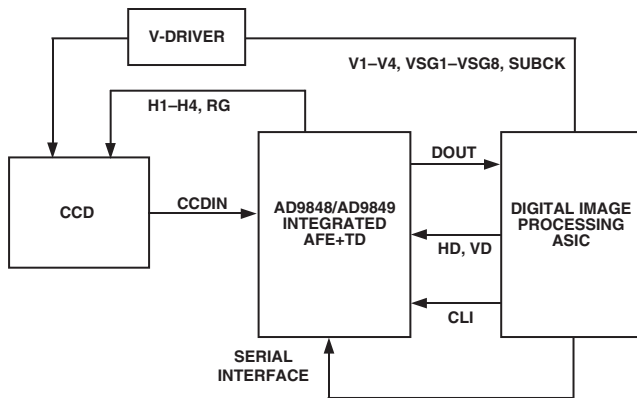 V-DRIVER
V1–V4, VSG1–VSG8, SUBCK
H1–H4, RG
CCD
CCDIN
AD9848/AD9849
INTEGRATED
AFE+TD
DOUT
HD, VD
CLI
DIGITAL IMAGE
PROCESSING
ASIC
SERIAL
INTERFACE